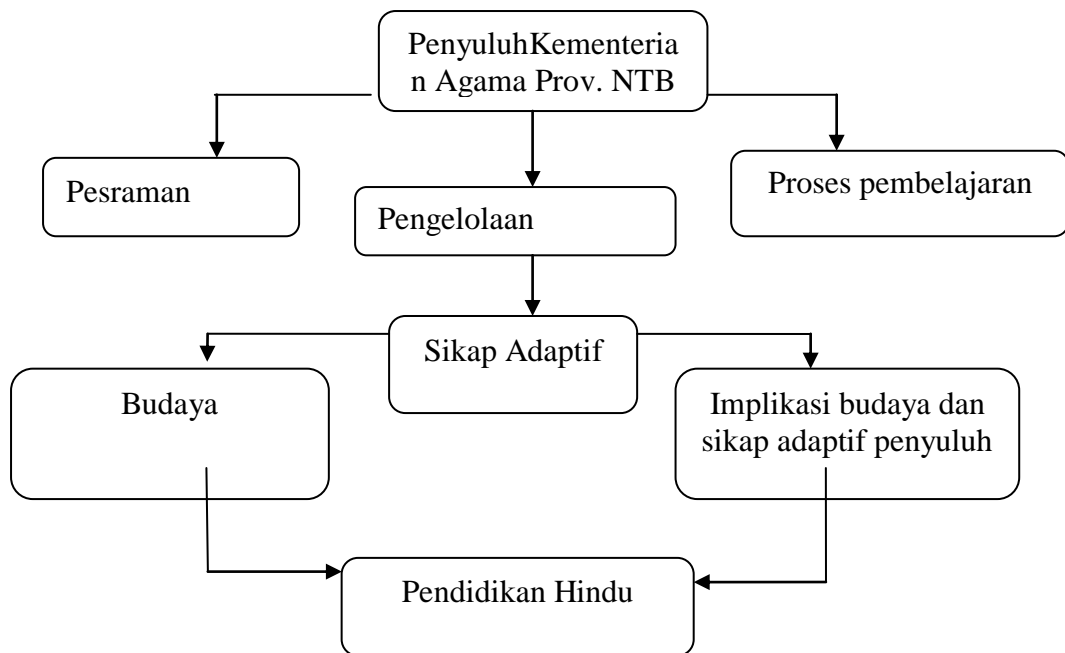 PenyuluhKementeria
n Agama Prov. NTB
Pesraman
Proses pembelajaran
Pengelolaan
Sikap Adaptif
Budaya
Implikasi budaya dan
sikap adaptif penyuluh
Pendidikan Hindu